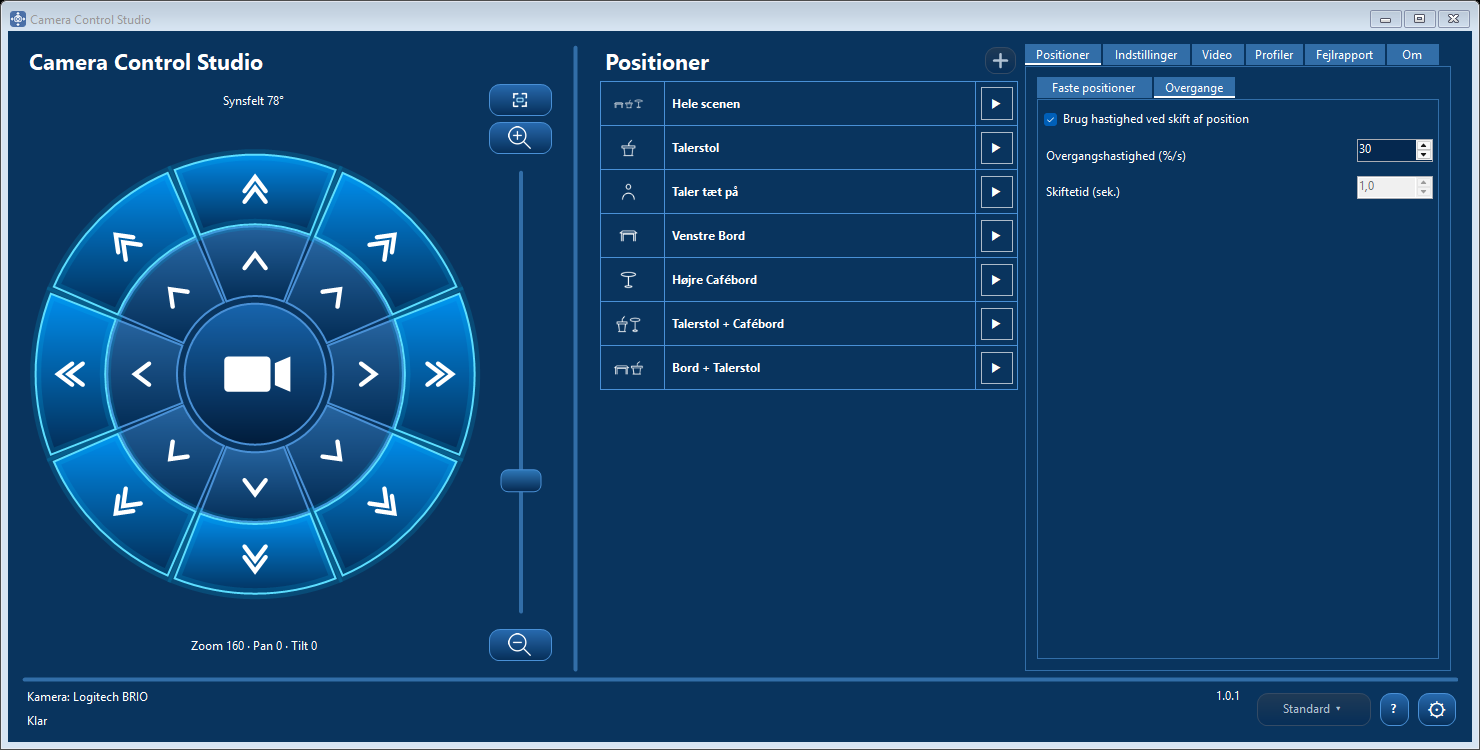 Camera Control Studio
Camera Control Studio
Synsfelt 78°
Zoom 160 · Pan 0 · Tilt 0
Positioner
Hele scenen
Talerstol
Taler tæt på
Venstre Bord
Højre Cafébord
Talerstol + Cafébord
Bord + Talerstol
Positioner Indstillinger Video Profiler Fejlrapport Om
Faste positioner Overgange
Brug hastighed ved skift af position
Overgangshastighed (%/s) 30
Skiftetid (sek.) 1,0
Kamera: Logitech BRIO
Klar
1.0.1
Standard
?